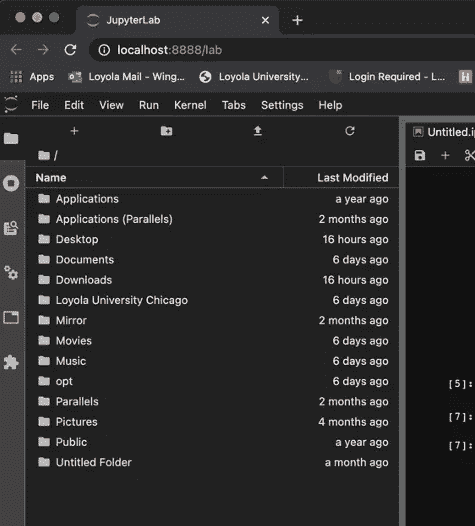 JupyterLab
localhost:8888/lab
Apps Loyola Mail - Wing... Loyola University... Login Required - L... H
File Edit View Run Kernel Tabs Settings Help
Untitled.i
/
Name Last Modified
Applications a year ago
Applications (Parallels) 2 months ago
Desktop 16 hours ago
Documents 6 days ago
Downloads 16 hours ago
Loyola University Chicago 6 days ago
Mirror 2 months ago
Movies 6 days ago
Music 6 days ago
opt 6 days ago
[5]:
Parallels 2 months ago
[7]:
Pictures 4 months ago
Public a year ago
[7]:
Untitled Folder a month ago